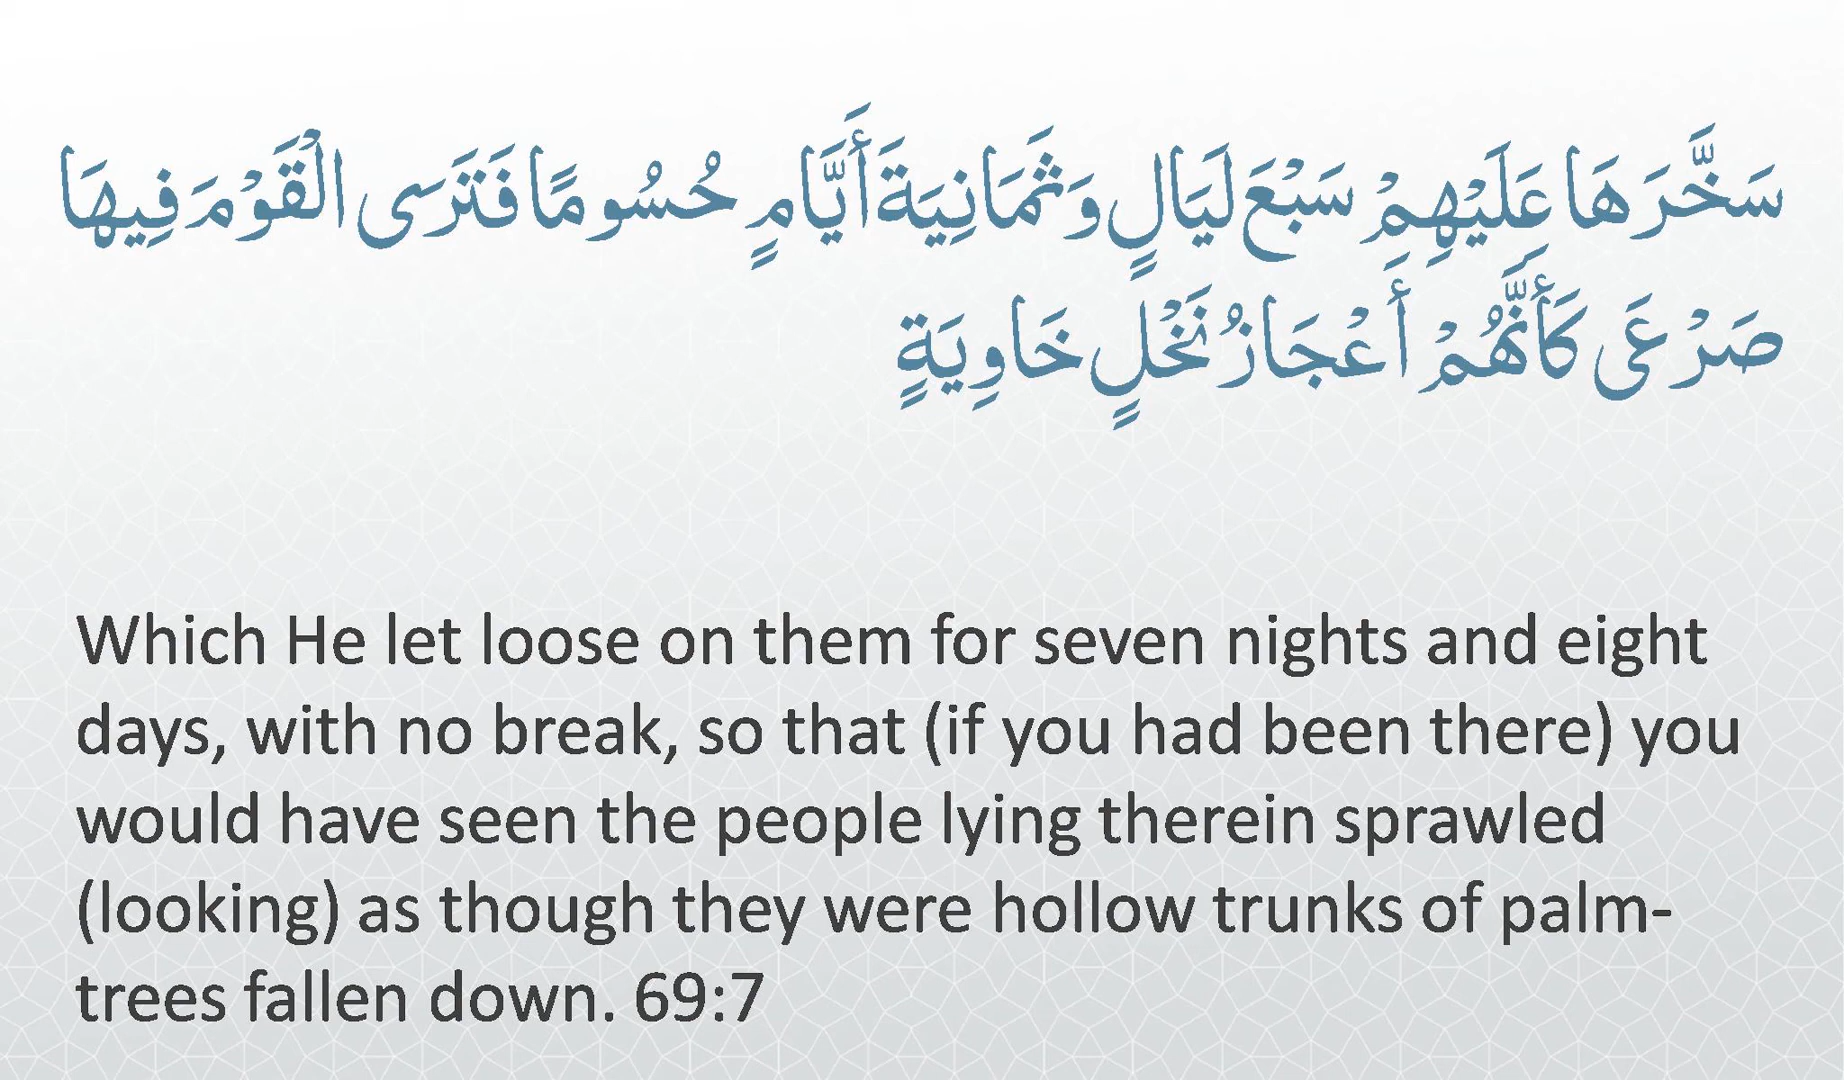 سَخَّرَهَا عَلَيْهِمْ سَبْعَ لَيَالٍ وَثَمَانِيَةَ أَيَّامٍ حُسُومًا فَتَرَى الْقَوْمَ فِيهَا
صَرْعَى كَأَنَّهُمْ أَعْجَازُ نَخْلٍ خَاوِيَةٍ
Which He let loose on them for seven nights and eight
days, with no break, so that (if you had been there) you
would have seen the people lying therein sprawled
(looking) as though they were hollow trunks of palm-
trees fallen down. 69:7